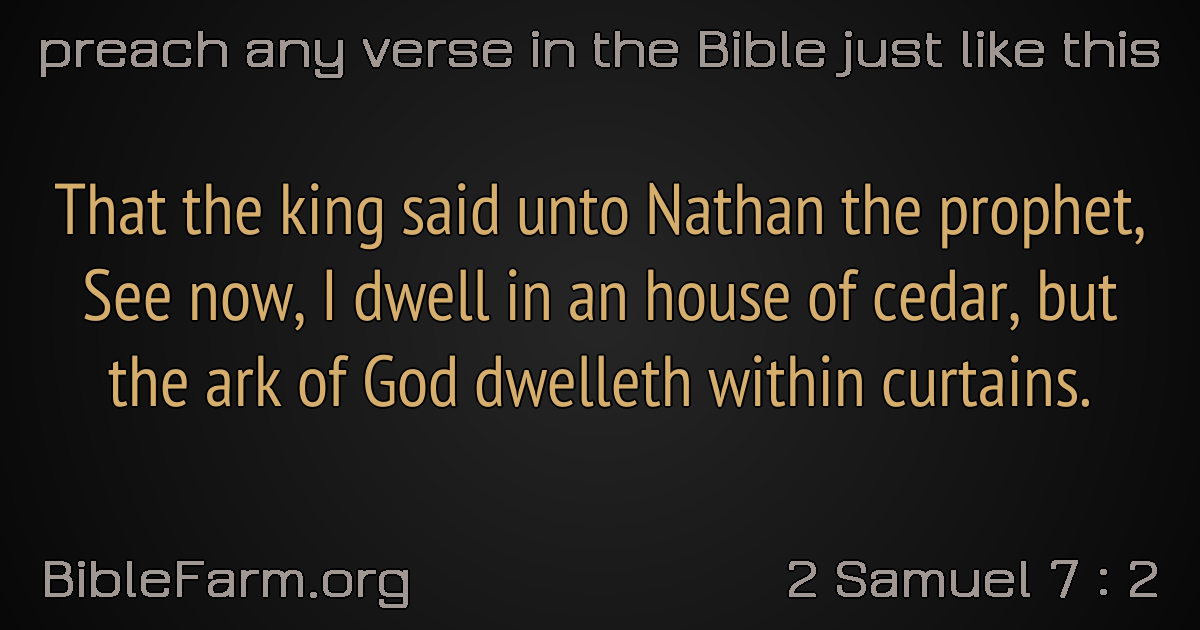 preach any verse in the Bible just like this
That the king said unto Nathan the prophet,
See now, I dwell in an house of cedar, but
the ark of God dwelleth within curtains.
BibleFarm.org
2 Samuel 7 : 2